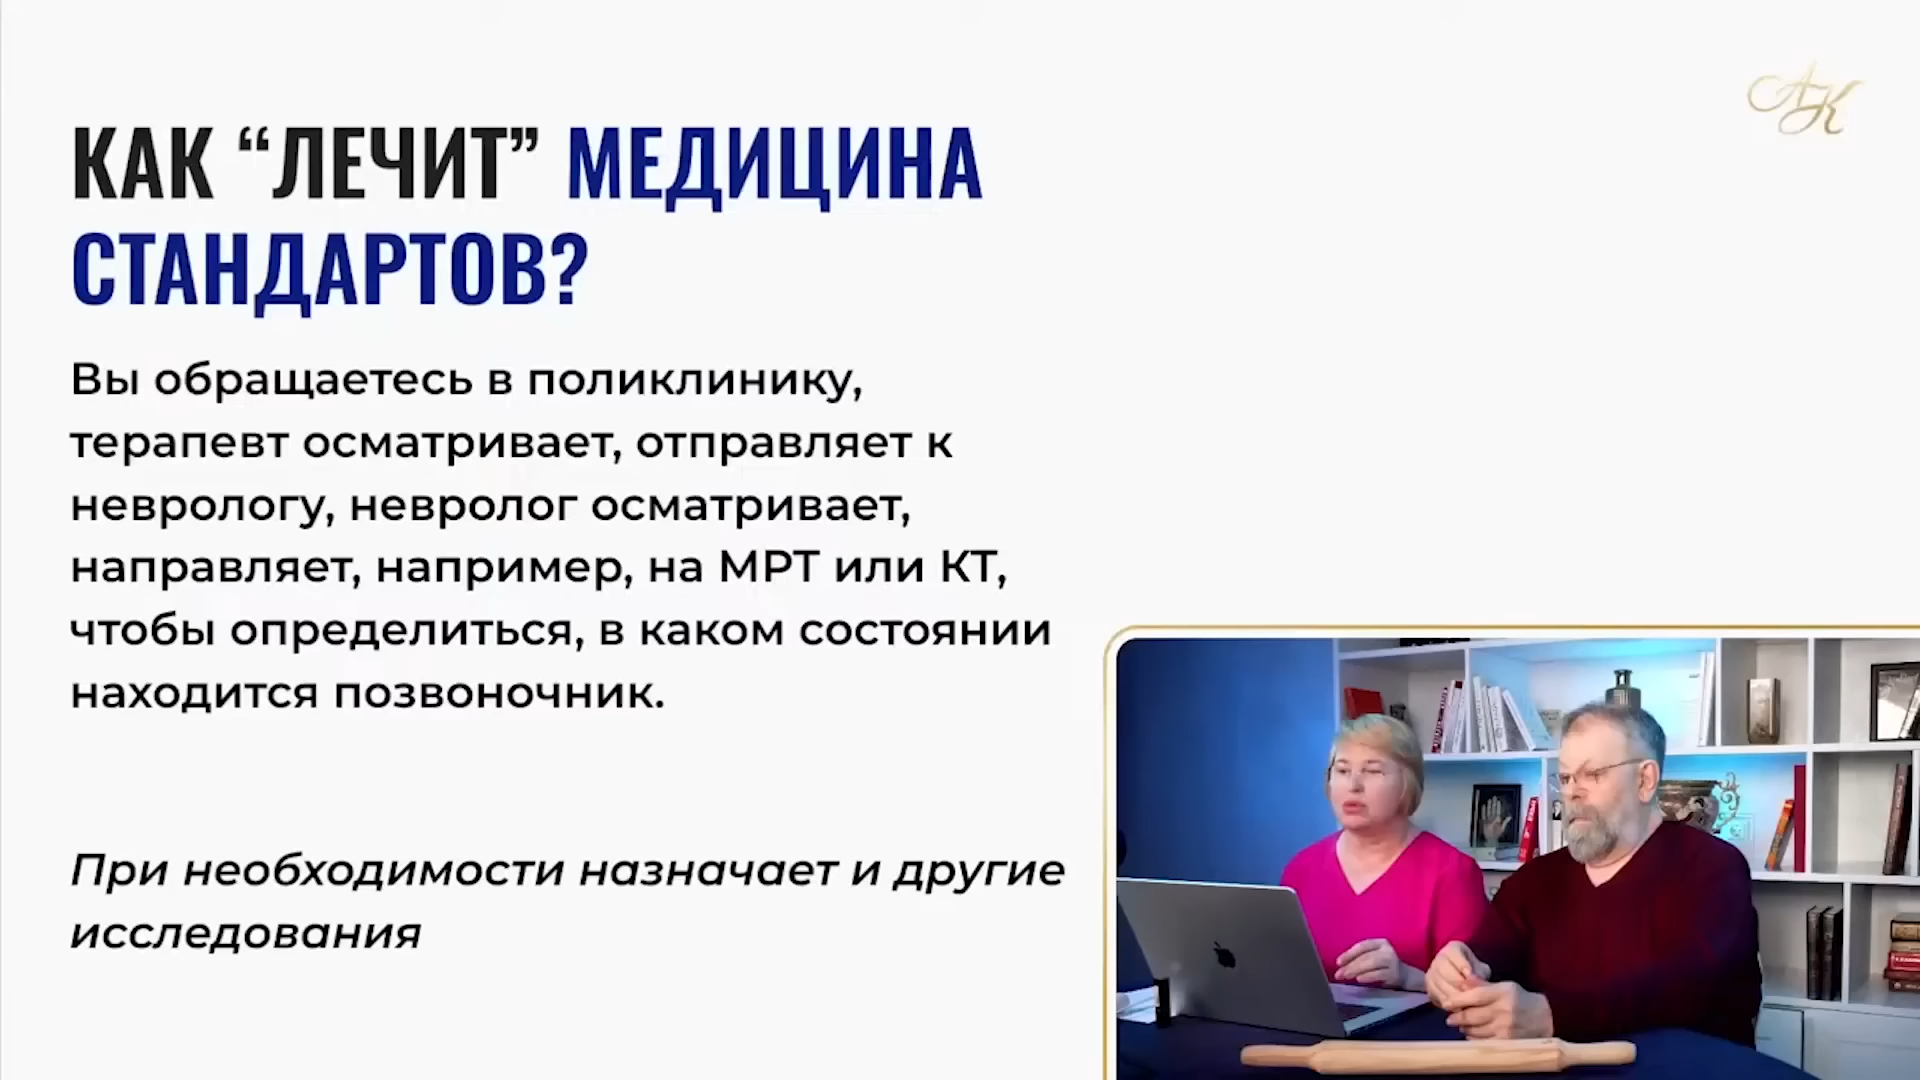 АК
КАК “ЛЕЧИТ” МЕДИЦИНА
СТАНДАРТОВ?
Вы обращаетесь в поликлинику,
терапевт осматривает, отправляет к
неврологу, невролог осматривает,
направляет, например, на МРТ или КТ,
чтобы определиться, в каком состоянии
находится позвоночник.
При необходимости назначает и другие
исследования